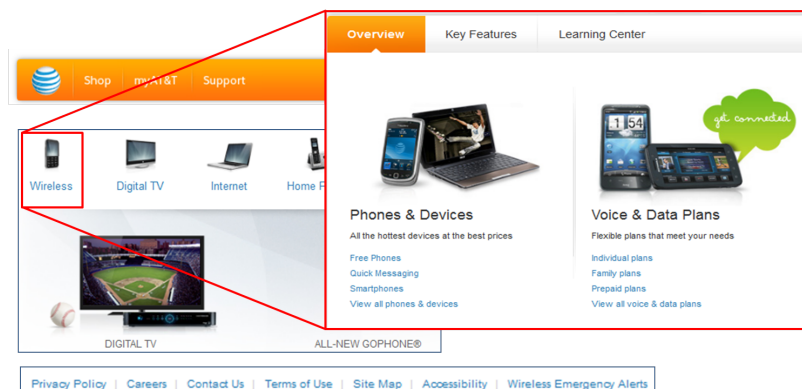 Overview Key Features Learning Center
Shop myAT&T Support
1 54
get connected
Wireless Digital TV Internet Home
Phones & Devices Voice & Data Plans
All the hottest devices at the best prices Flexible plans that meet your needs
Free Phones Individual plans
Quick Messaging Family plans
Smartphones Prepaid plans
View all phones & devices View all voice & data plans
DIGITAL TV ALL-NEW GOPHONE®
Privacy Policy | Careers | Contact Us | Terms of Use | Site Map | Accessibility | Wireless Emergency Alerts